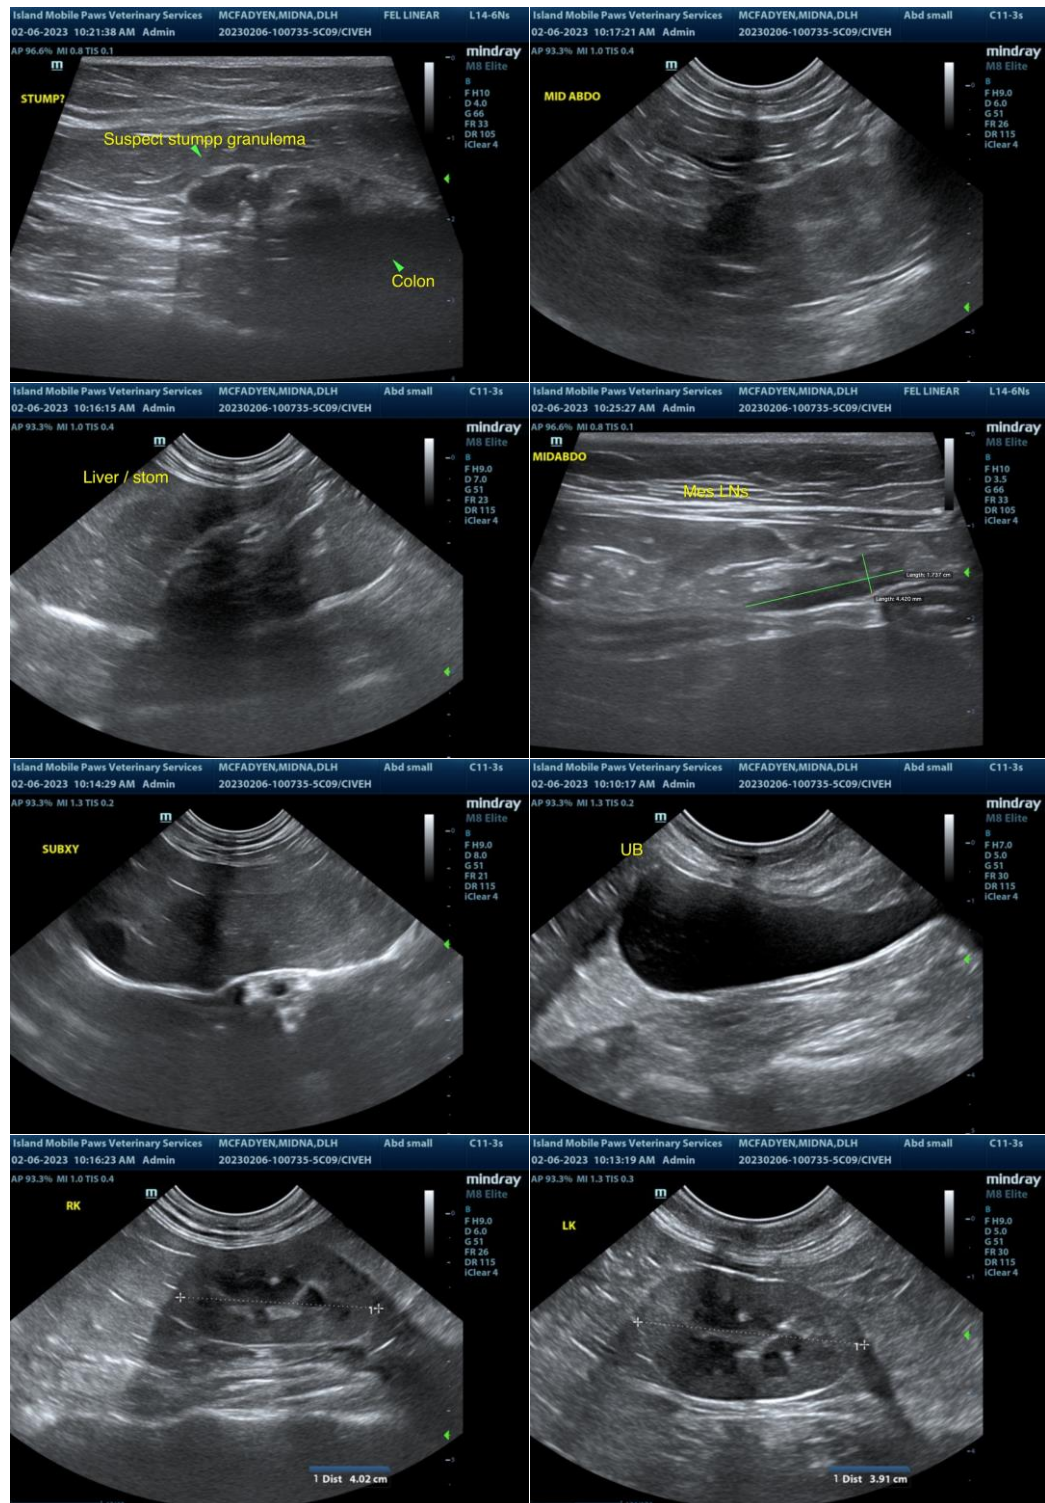 Island Mobile Paws Veterinary Services MCFADYEN,MIDNA,DLH FEL LINEAR L14-6Ns
02-06-2023 10:21:38 AM Admin 20230206-100735-5C09/CIVEH
AP 96.6% MI 0.8 TIS 0.1
mindray
M8 Elite
m
B
F H10
D 4.0
G 66
FR 33
DR 105
iClear 4
STUMP?
Suspect stumpp granuloma
Colon
Island Mobile Paws Veterinary Services MCFADYEN,MIDNA,DLH Abd small C11-3s
02-06-2023 10:17:21 AM Admin 20230206-100735-5C09/CIVEH
AP 93.3% MI 1.0 TIS 0.4
mindray
M8 Elite
m
B
F H9.0
D 6.0
G 51
FR 26
DR 115
iClear 4
MID ABDO
Island Mobile Paws Veterinary Services MCFADYEN,MIDNA,DLH Abd small C11-3s
02-06-2023 10:16:15 AM Admin 20230206-100735-5C09/CIVEH
AP 93.3% MI 1.0 TIS 0.4
mindray
M8 Elite
m
B
F H9.0
D 7.0
G 51
FR 23
DR 115
iClear 4
Liver / stom
Island Mobile Paws Veterinary Services MCFADYEN,MIDNA,DLH FEL LINEAR L14-6Ns
02-06-2023 10:25:27 AM Admin 20230206-100735-5C09/CIVEH
AP 96.6% MI 0.8 TIS 0.1
mindray
M8 Elite
m
B
F H10
D 3.5
G 66
FR 33
DR 105
iClear 4
MIDABDO
Mes LNs
Length: 1.737 cm
Length: 4.420 mm
Island Mobile Paws Veterinary Services MCFADYEN,MIDNA,DLH Abd small C11-3s
02-06-2023 10:14:29 AM Admin 20230206-100735-5C09/CIVEH
AP 93.3% MI 1.3 TIS 0.2
mindray
M8 Elite
m
B
F H9.0
D 8.0
G 51
FR 21
DR 115
iClear 4
SUBXY
Island Mobile Paws Veterinary Services MCFADYEN,MIDNA,DLH Abd small C11-3s
02-06-2023 10:10:17 AM Admin 20230206-100735-5C09/CIVEH
AP 93.3% MI 1.3 TIS 0.2
mindray
M8 Elite
m
B
F H7.0
D 5.0
G 51
FR 30
DR 115
iClear 4
UB
Island Mobile Paws Veterinary Services MCFADYEN,MIDNA,DLH Abd small C11-3s
02-06-2023 10:16:23 AM Admin 20230206-100735-5C09/CIVEH
AP 93.3% MI 1.0 TIS 0.4
mindray
M8 Elite
m
B
F H9.0
D 6.0
G 51
FR 26
DR 115
iClear 4
RK
1
1 Dist 4.02 cm
Island Mobile Paws Veterinary Services MCFADYEN,MIDNA,DLH Abd small C11-3s
02-06-2023 10:13:19 AM Admin 20230206-100735-5C09/CIVEH
AP 93.3% MI 1.3 TIS 0.3
mindray
M8 Elite
m
B
F H9.0
D 5.0
G 51
FR 30
DR 115
iClear 4
LK
1
1 Dist 3.91 cm